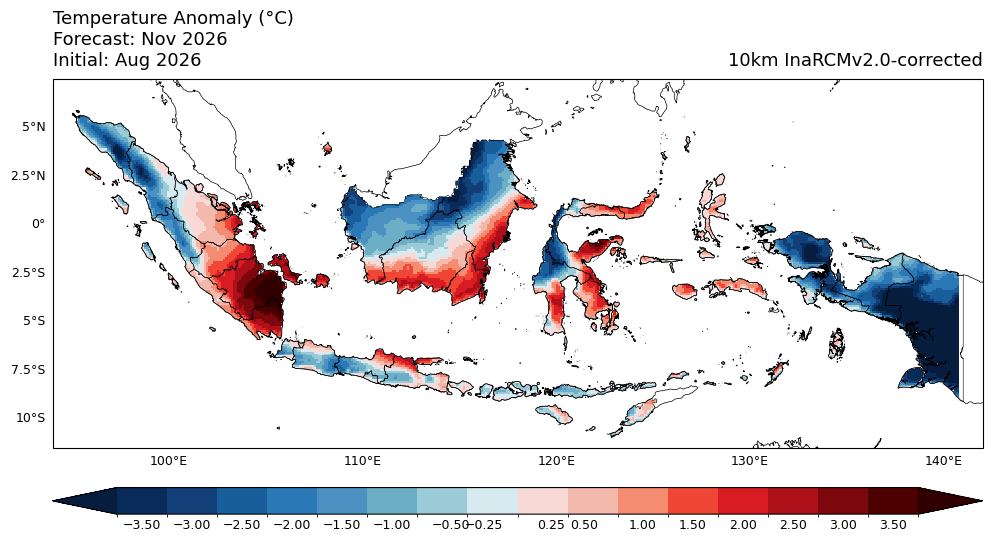 Temperature Anomaly (°C)
Forecast: Nov 2026
Initial: Aug 2026
10km InaRCMv2.0-corrected
5°N
2.5°N
0°
2.5°S
5°S
7.5°S
10°S
100°E 110°E 120°E 130°E 140°E
−3.50 −3.00 −2.50 −2.00 −1.50 −1.00 −0.50 −0.25 0.25 0.50 1.00 1.50 2.00 2.50 3.00 3.50